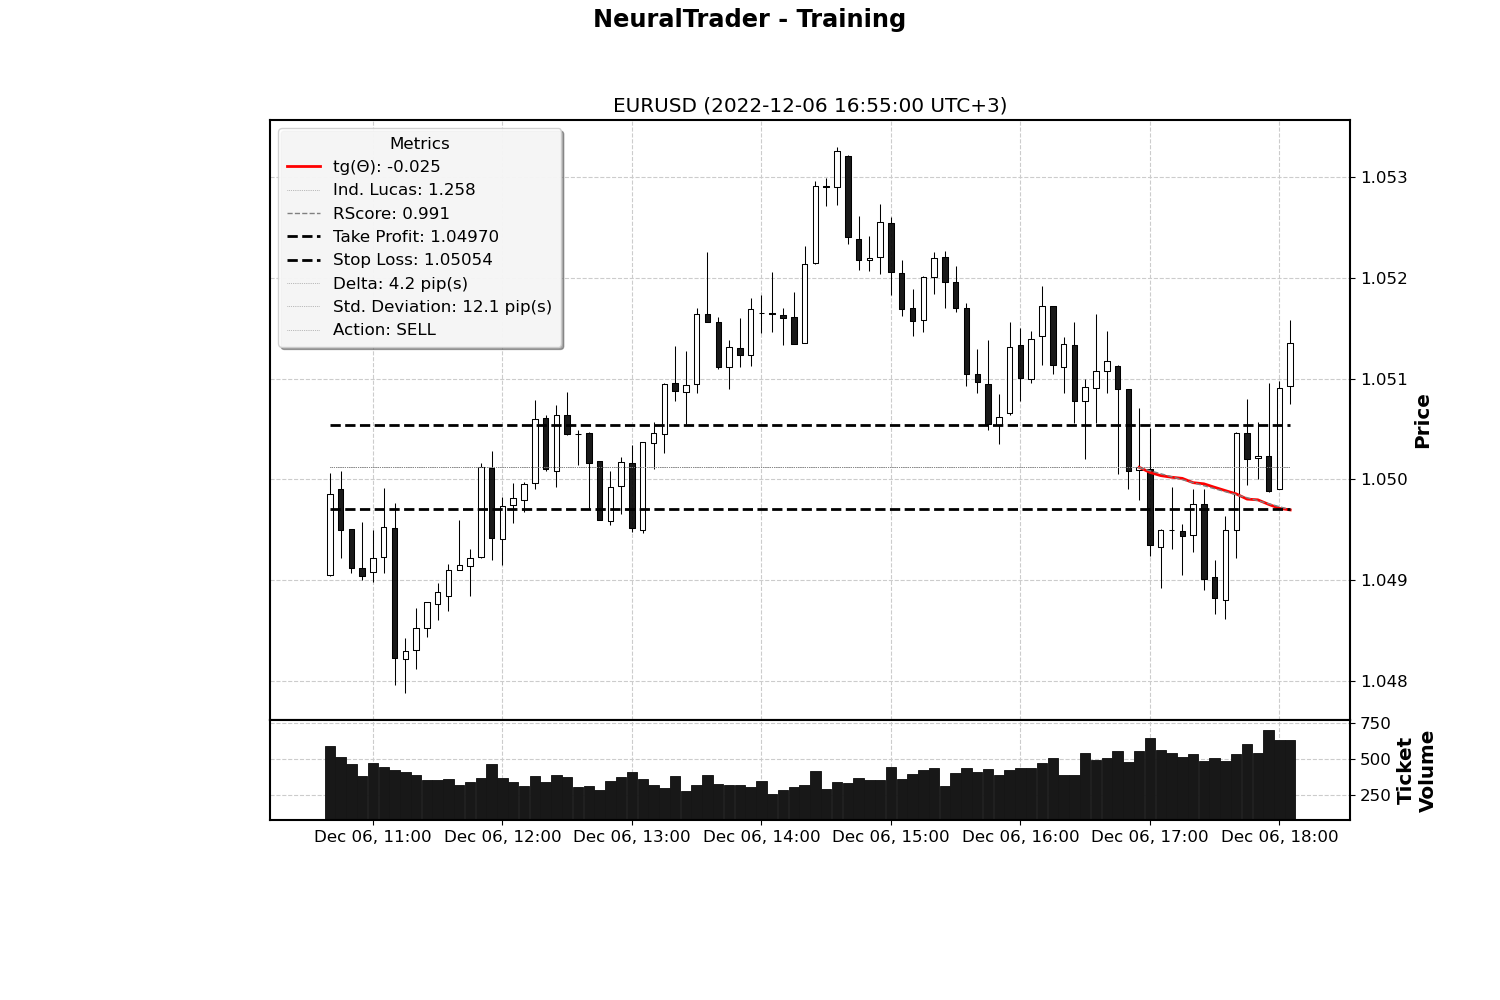 NeuralTrader - Training
EURUSD (2022-12-06 16:55:00 UTC+3)
Metrics
tg(Θ): -0.025
Ind. Lucas: 1.258
RScore: 0.991
Take Profit: 1.04970
Stop Loss: 1.05054
Delta: 4.2 pip(s)
Std. Deviation: 12.1 pip(s)
Action: SELL
1.053
1.052
1.051
1.050
1.049
1.048
Price
750
500
250
Ticket
Volume
Dec 06, 11:00
Dec 06, 12:00
Dec 06, 13:00
Dec 06, 14:00
Dec 06, 15:00
Dec 06, 16:00
Dec 06, 17:00
Dec 06, 18:00